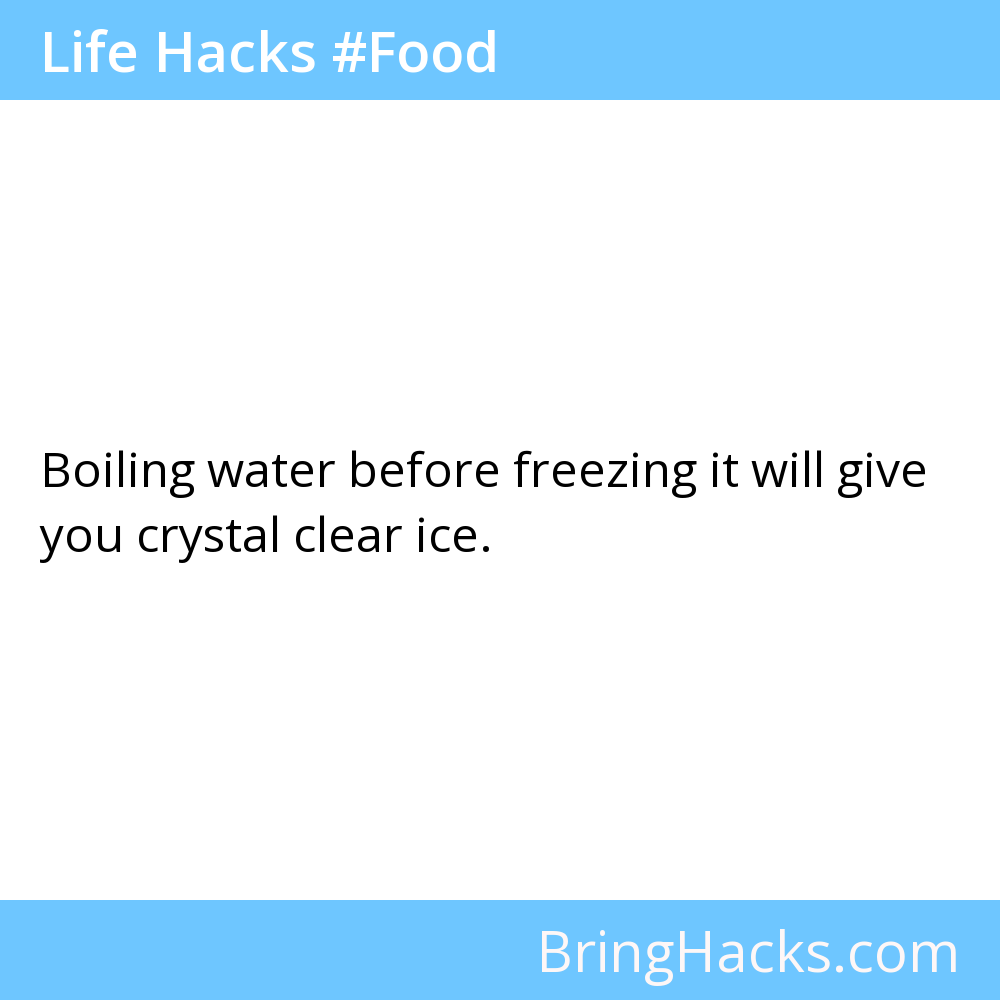 Life Hacks #Food
Boiling water before freezing it will give
you crystal clear ice.
BringHacks.com